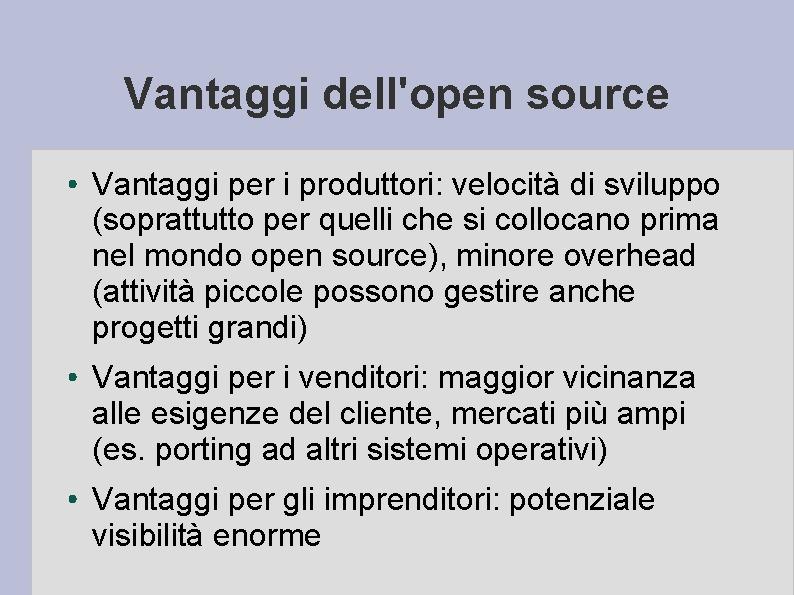 Vantaggi dell'open source
• Vantaggi per i produttori: velocità di sviluppo
(soprattutto per quelli che si collocano prima
nel mondo open source), minore overhead
(attività piccole possono gestire anche
progetti grandi)
• Vantaggi per i venditori: maggior vicinanza
alle esigenze del cliente, mercati più ampi
(es. porting ad altri sistemi operativi)
• Vantaggi per gli imprenditori: potenziale
visibilità enorme